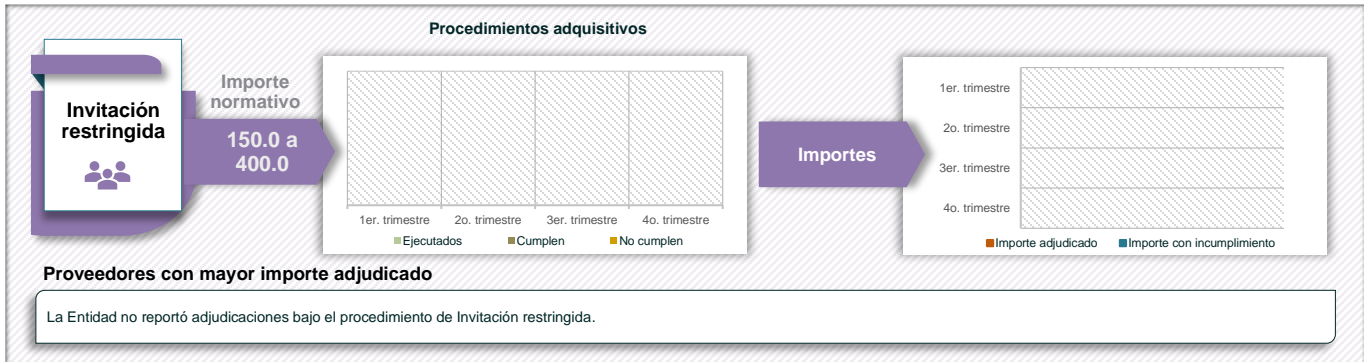 Procedimientos adquisitivos
Invitación
restringida
Importe
normativo
150.0 a
400.0
1er. trimestre 2o. trimestre 3er. trimestre 4o. trimestre
Ejecutados Cumplen No cumplen
Importes
1er. trimestre
2o. trimestre
3er. trimestre
4o. trimestre
Importe adjudicado Importe con incumplimiento
Proveedores con mayor importe adjudicado
La Entidad no reportó adjudicaciones bajo el procedimiento de Invitación restringida.